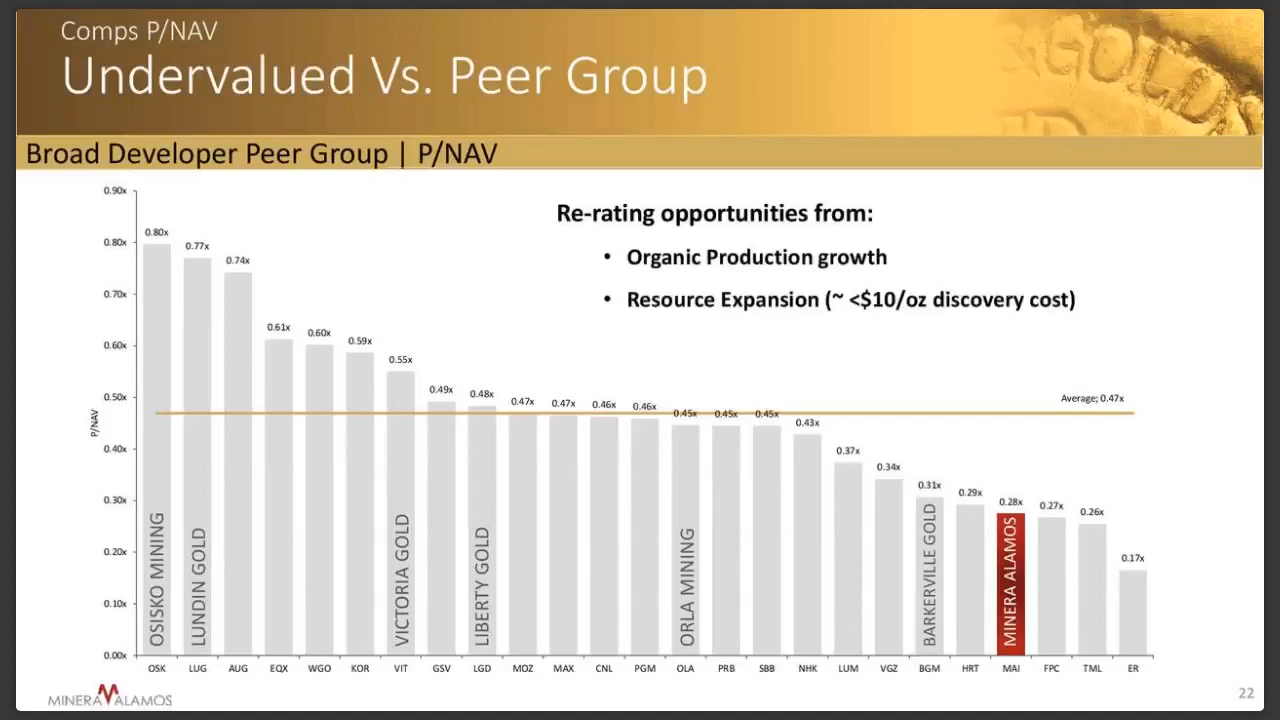 Comps P/NAV
Undervalued Vs. Peer Group
GOLD
Broad Developer Peer Group | P/NAV
Re-rating opportunities from:
• Organic Production growth
• Resource Expansion (~ <$10/oz discovery cost)
P/NAV
0.90x
0.80x
0.70x
0.60x
0.50x
0.40x
0.30x
0.20x
0.10x
0.00x
0.80x
0.77x
0.74x
0.61x
0.60x
0.59x
0.55x
0.49x
0.48x
0.47x
0.47x
0.46x
0.46x
0.45x
0.45x
0.45x
0.43x
0.37x
0.34x
0.31x
0.29x
0.28x
0.27x
0.26x
0.17x
Average; 0.47x
OSISKO MINING
LUNDIN GOLD
VICTORIA GOLD
LIBERTY GOLD
ORLA MINING
BARKERVILLE GOLD
MINERA ALAMOS
OSK LUG AUG EQX WGO KOR VIT GSV LGD MOZ MAX CNL PGM OLA PRB SBB NHK LUM VGZ BGM HRT MAI FPC TML ER
MINERA ALAMOS
22